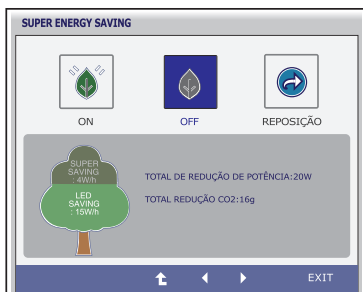 SUPER ENERGY SAVING
ON
OFF
REPOSIÇÃO
SUPER
SAVING
: 4W/h
LED
SAVING
: 15W/h
TOTAL DE REDUÇÃO DE POTÊNCIA:20W
TOTAL REDUÇÃO CO2:16g
EXIT